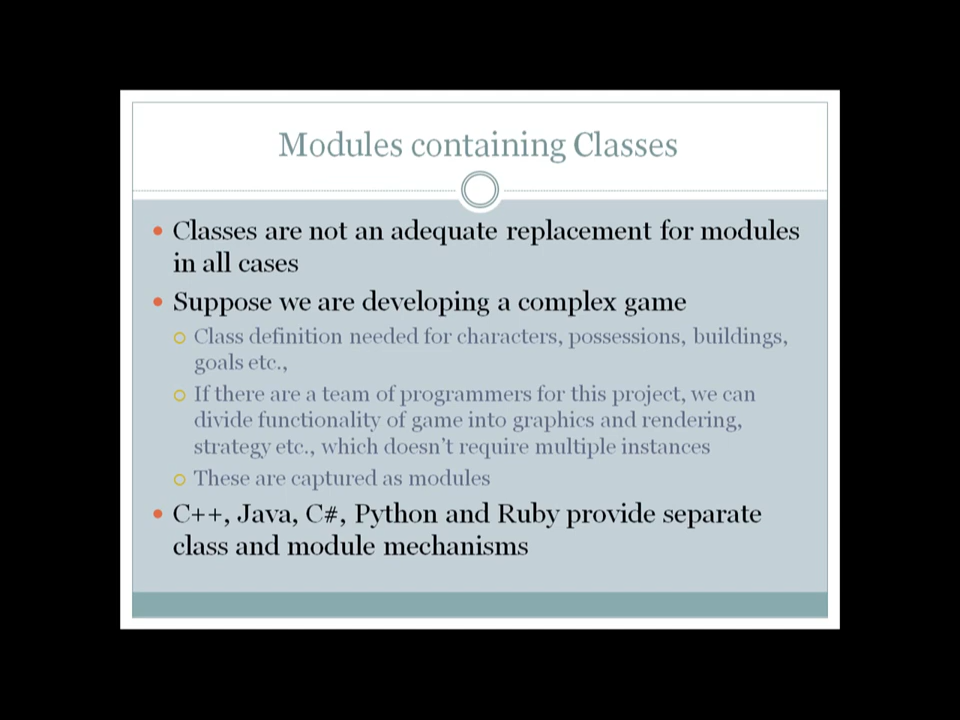 Modules containing Classes
Classes are not an adequate replacement for modules
in all cases
Suppose we are developing a complex game
Class definition needed for characters, possessions, buildings,
goals etc.,
If there are a team of programmers for this project, we can
divide functionality of game into graphics and rendering,
strategy etc., which doesn't require multiple instances
These are captured as modules
C++, Java, C#, Python and Ruby provide separate
class and module mechanisms